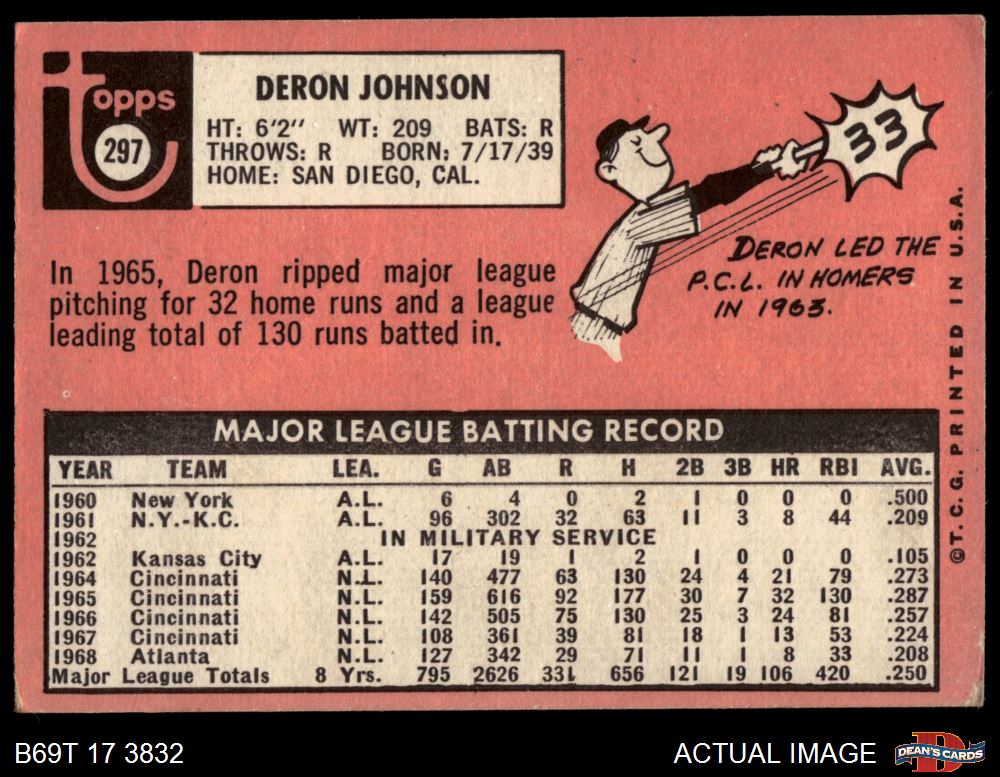 Topps
297
DERON JOHNSON
HT: 6'2" WT: 209 BATS: R
THROWS: R BORN: 7/17/39
HOME: SAN DIEGO, CAL.
33
DERON LED THE
P.C.L. IN HOMERS
IN 1963.
In 1965, Deron ripped major league
pitching for 32 home runs and a league
leading total of 130 runs batted in.
MAJOR LEAGUE BATTING RECORD
YEAR TEAM LEA. G AB R H 2B 3B HR RBI AVG.
1960 New York A.L. 6 4 0 2 1 0 0 0 .500
1961 N.Y.-K.C. A.L. 96 302 32 63 11 3 8 44 .209
1962 IN MILITARY SERVICE
1962 Kansas City A.L. 17 19 1 2 1 0 0 0 .105
1964 Cincinnati N.L. 140 477 63 130 24 4 21 79 .273
1965 Cincinnati N.L. 159 616 92 177 30 7 32 130 .287
1966 Cincinnati N.L. 142 505 75 130 25 3 24 81 .257
1967 Cincinnati N.L. 108 361 39 81 18 1 13 53 .224
1968 Atlanta N.L. 127 342 29 71 11 1 8 33 .208
Major League Totals 8 Yrs. 795 2626 331 656 121 19 106 420 .250
©T.C.G. PRINTED IN U.S.A.
B69T 17 3832
ACTUAL IMAGE
D
DEAN'S CARDS